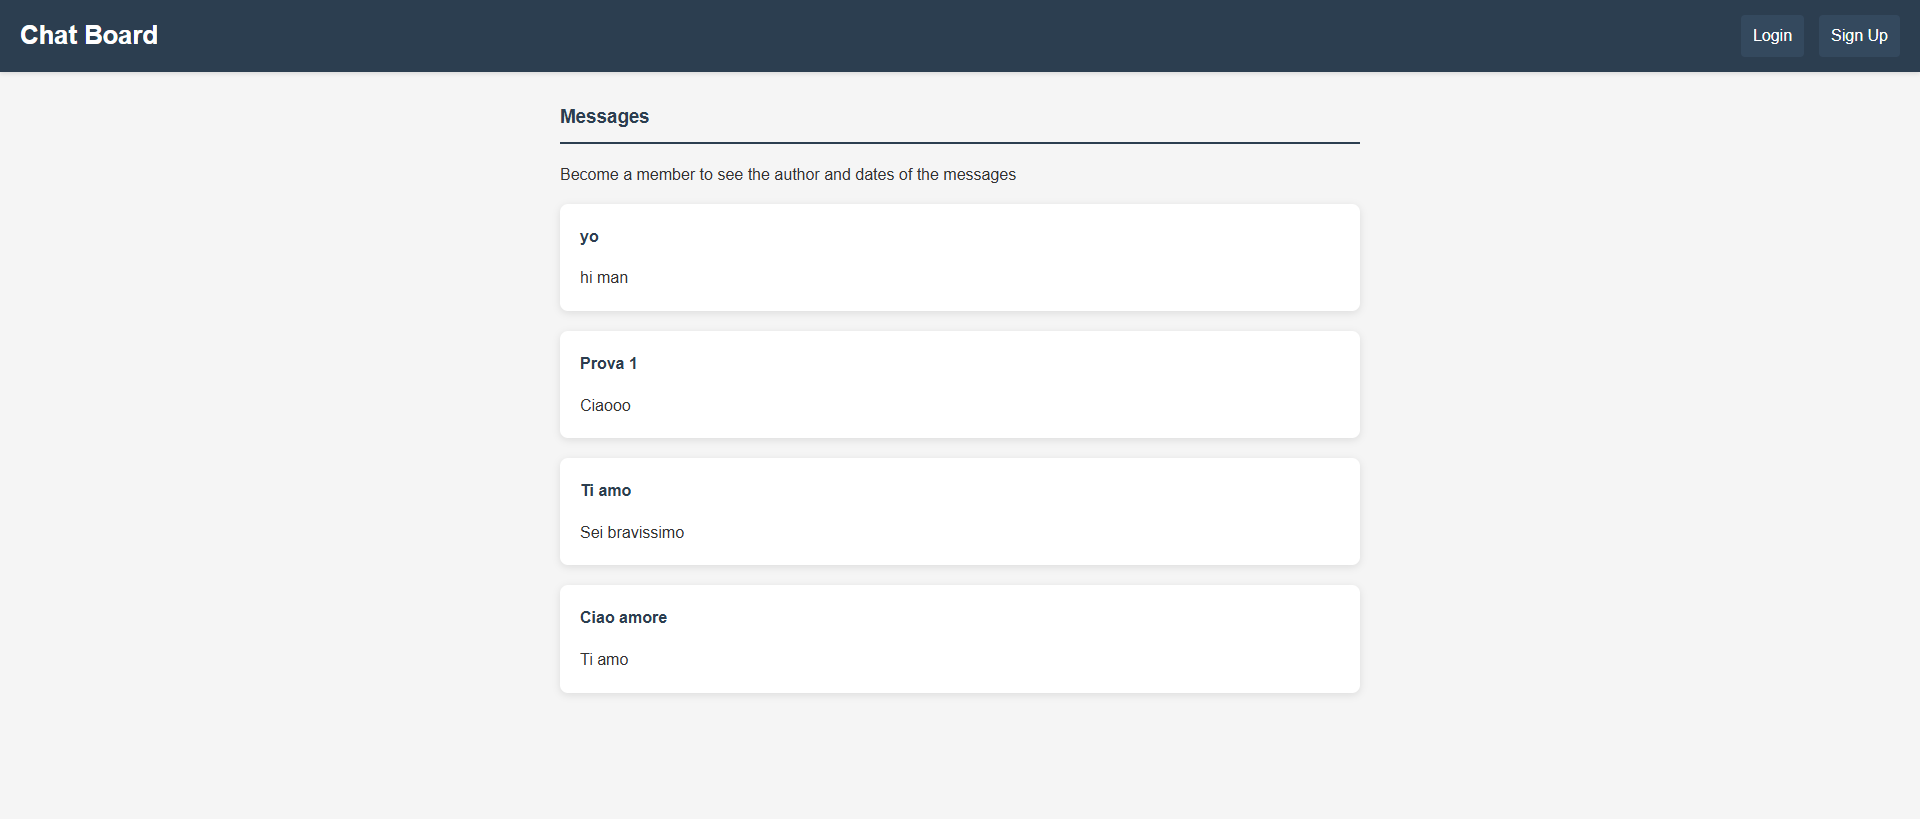 Chat Board
Login
Sign Up
Messages
Become a member to see the author and dates of the messages
yo
hi man
Prova 1
Ciaooo
Ti amo
Sei bravissimo
Ciao amore
Ti amo